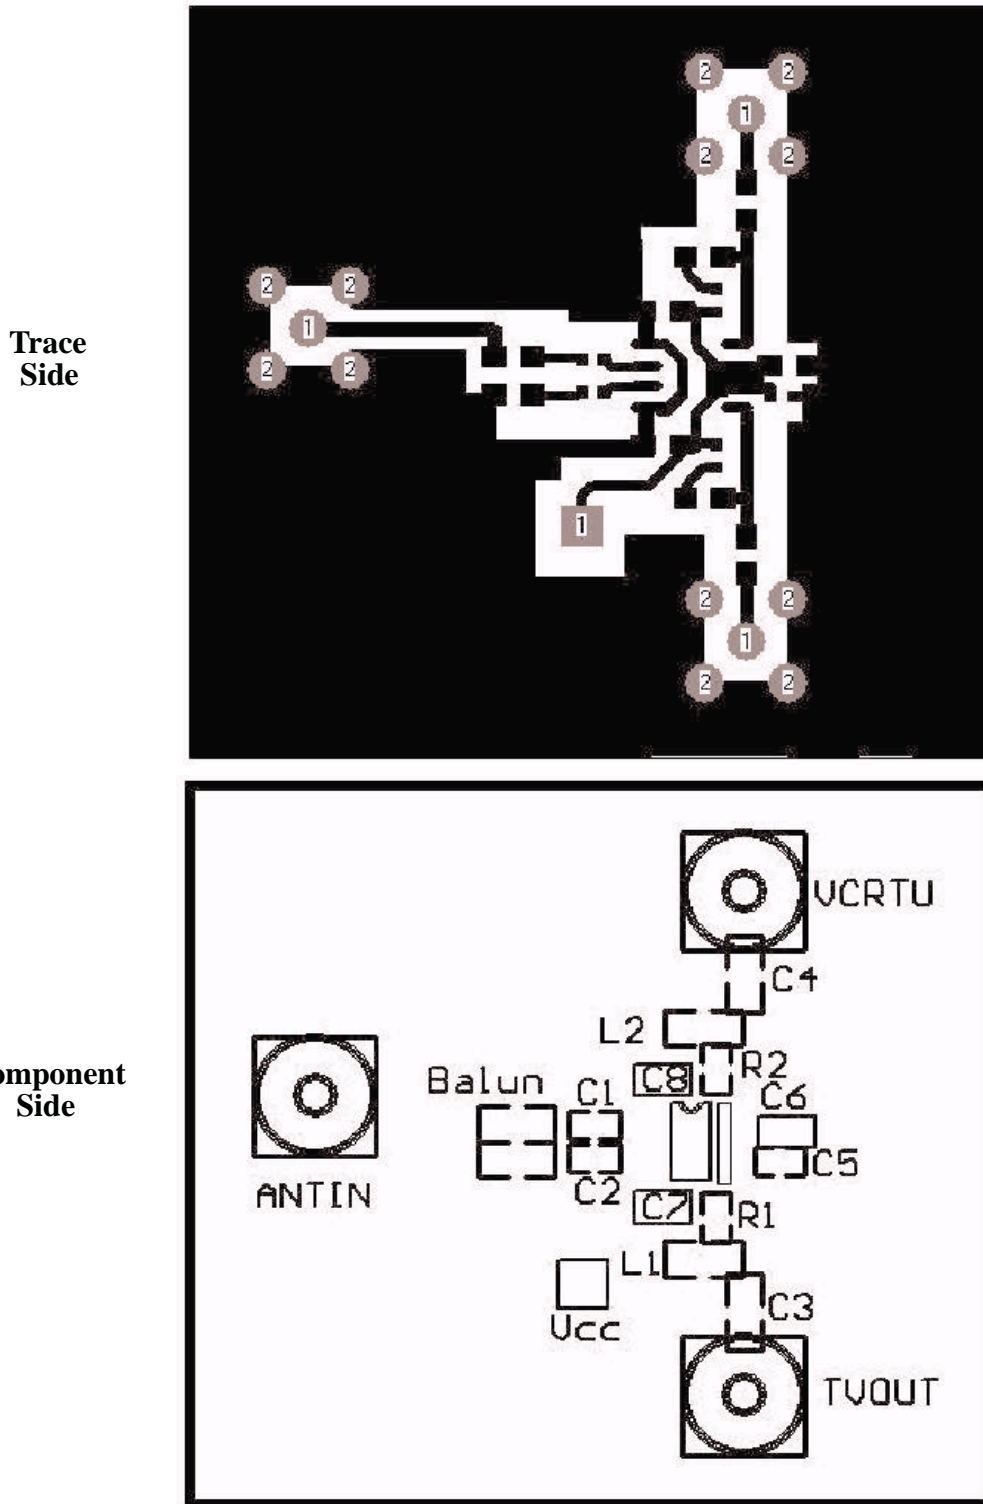 2 2
1
2 2
2 2
1
2 2
Trace
Side
1
2 2
1
2 2
VCRTU
C4
L2
R2
C8
Balun
C1
C6
omponent
Side
C5
C2
ANTIN
C7
R1
L1
C3
Vcc
TVOUT